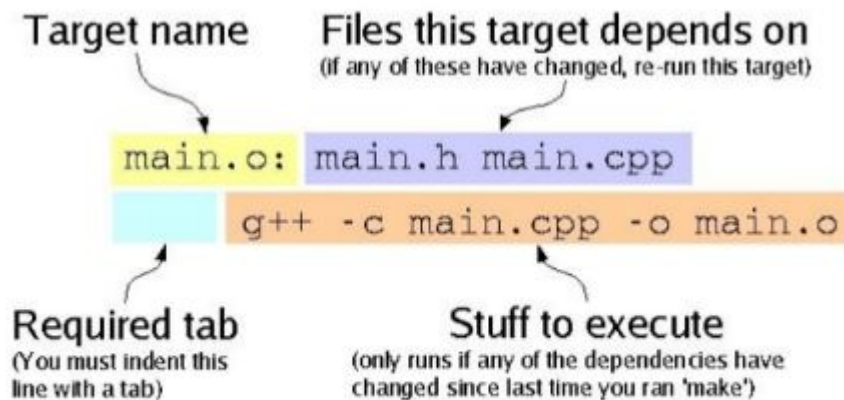 Target name
Files this target depends on
(if any of these have changed, re-run this target)
main.o: main.h main.cpp
g++ -c main.cpp -o main.o
Required tab
(You must indent this
line with a tab)
Stuff to execute
(only runs if any of the dependencies have
changed since last time you ran 'make')